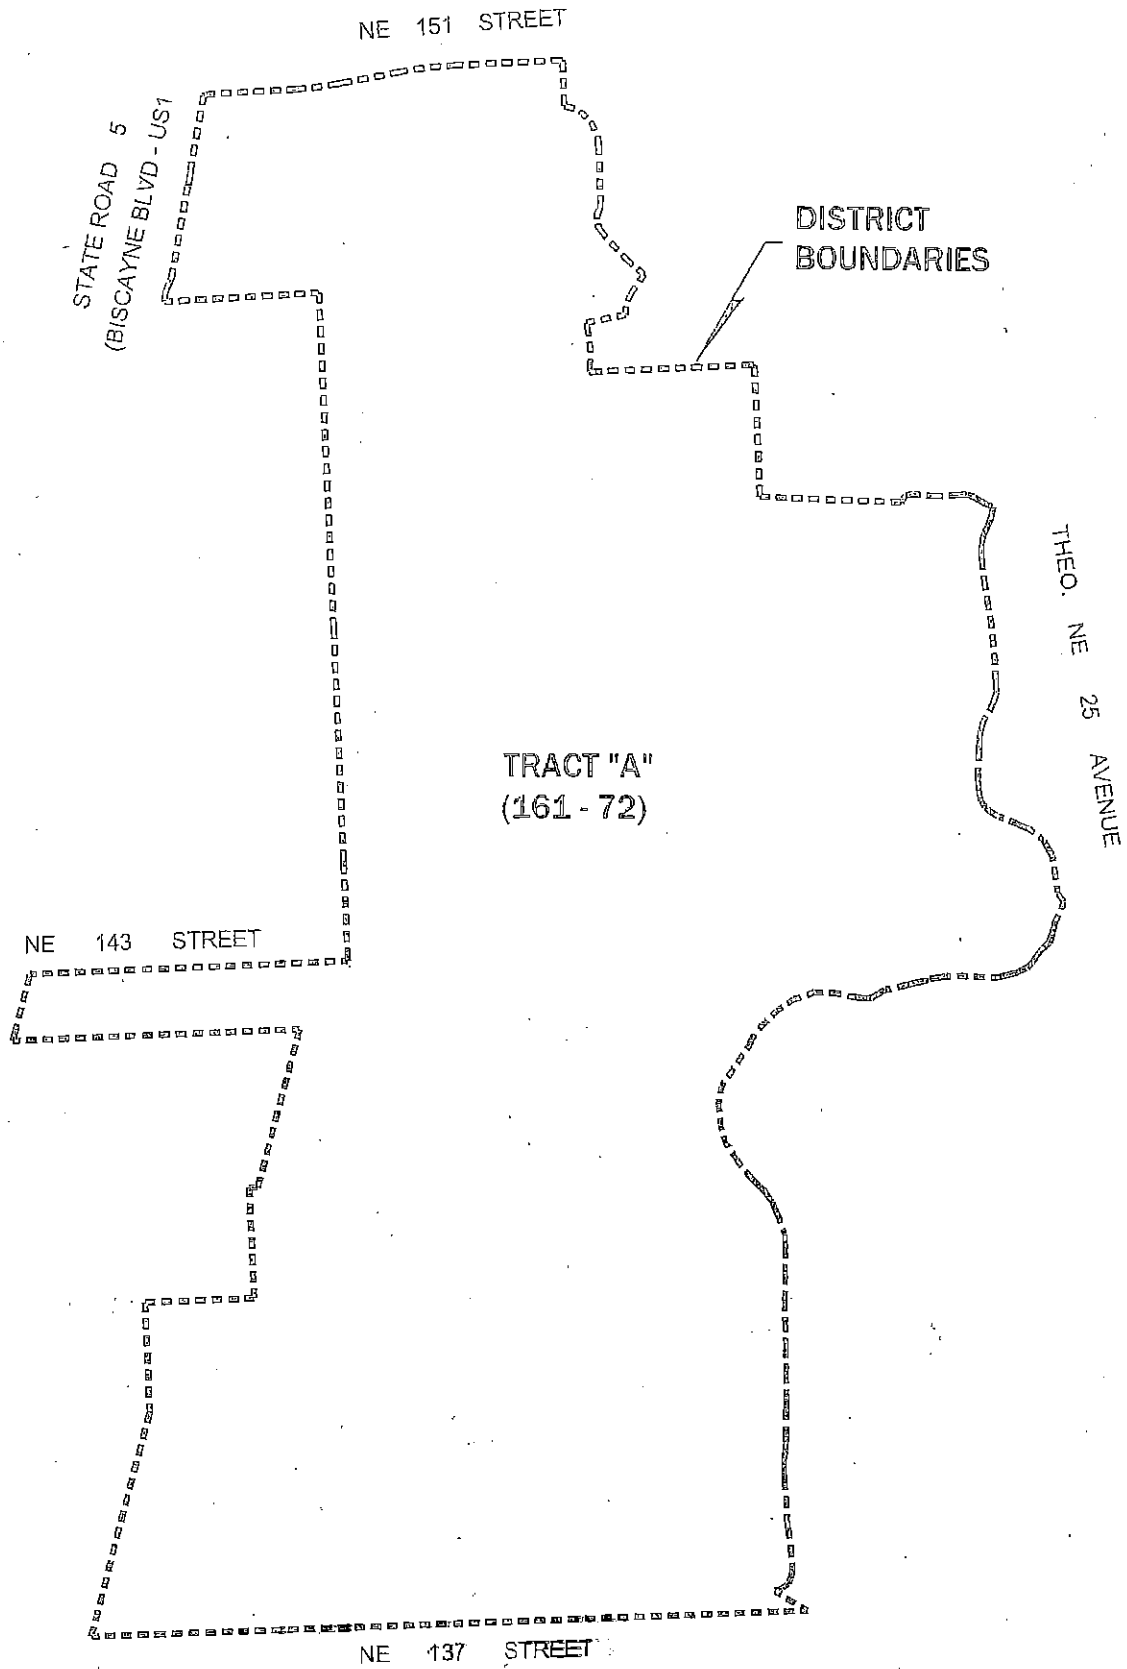 NE 151 STREET
STATE ROAD 5
(BISCAYNE BLVD - US1
DISTRICT
BOUNDARIES
THEO. NE 25 AVENUE
TRACT "A"
(161 - 72)
NE 143 STREET
NE 137 STREET